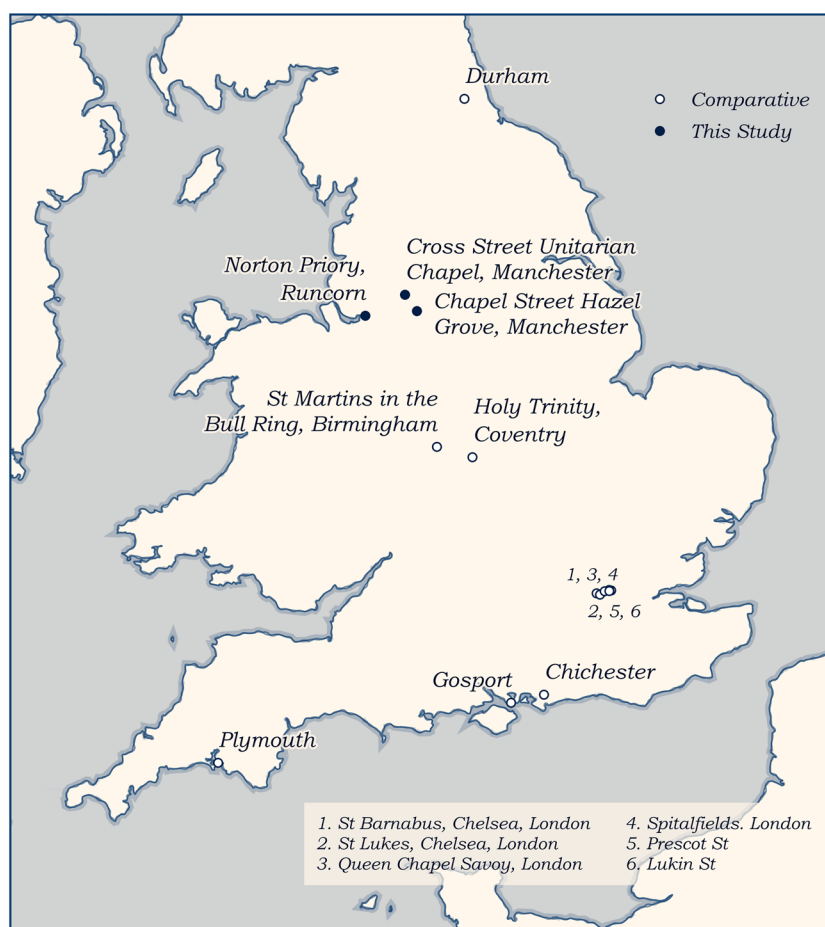 Durham
Comparative
This Study
Cross Street Unitarian
Chapel, Manchester
Norton Priory,
Runcorn
Chapel Street Hazel
Grove, Manchester
St Martins in the
Bull Ring, Birmingham
Holy Trinity,
Coventry
1, 3, 4
2, 5, 6
Gosport
Chichester
Plymouth
1. St Barnabus, Chelsea, London
2. St Lukes, Chelsea, London
3. Queen Chapel Savoy, London
4. Spitalfields. London
5. Prescot St
6. Lukin St